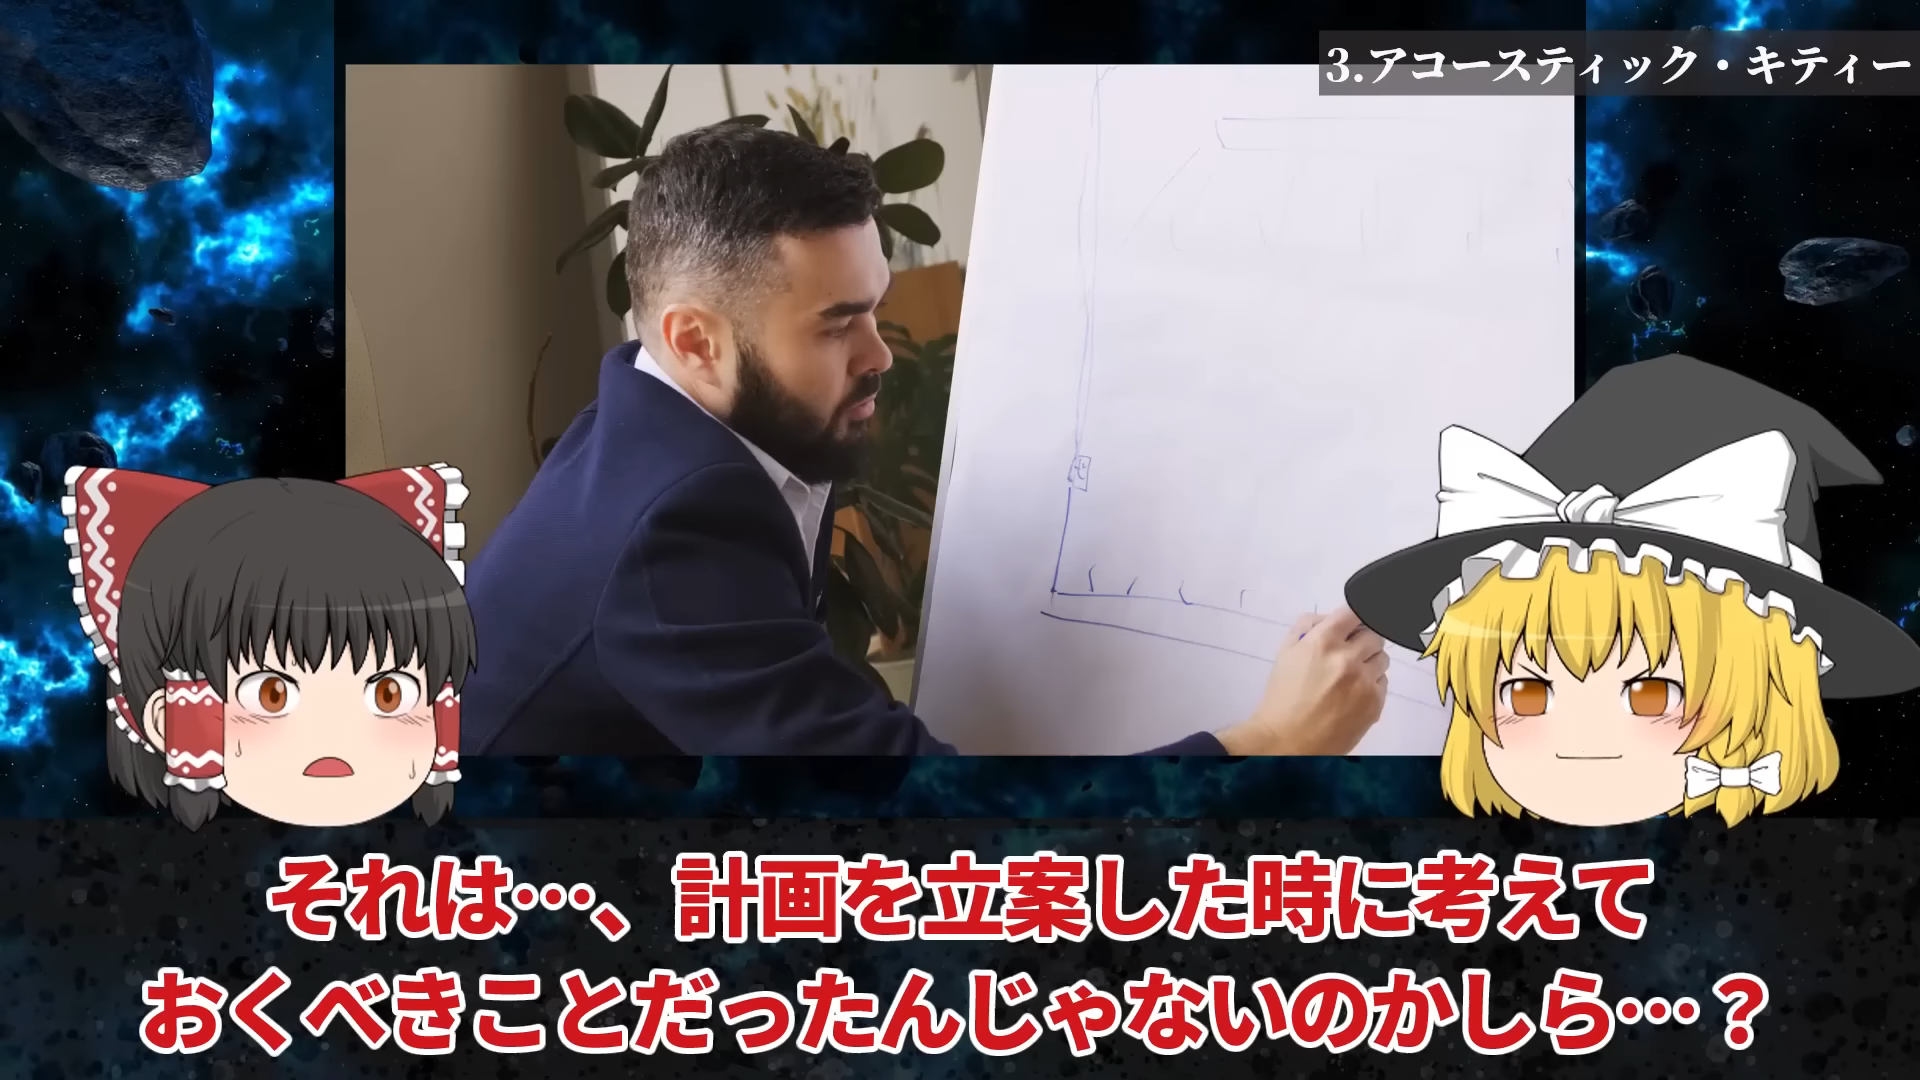 3.アコースティック・キティー
それは…、計画を立案した時に考えて
おくべきことだったんじゃないのかしら…？